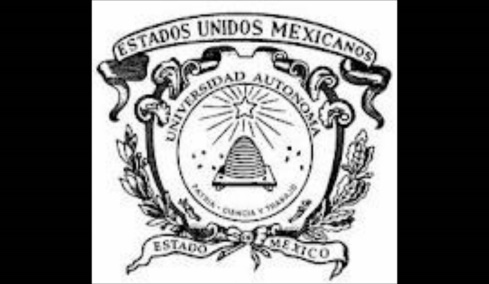 ESTADOS UNIDOS MEXICANOS
UNIVERSIDAD AUTONOMA
PATRIA - CIENCIA Y TRABAJO
ESTADO MEXICO